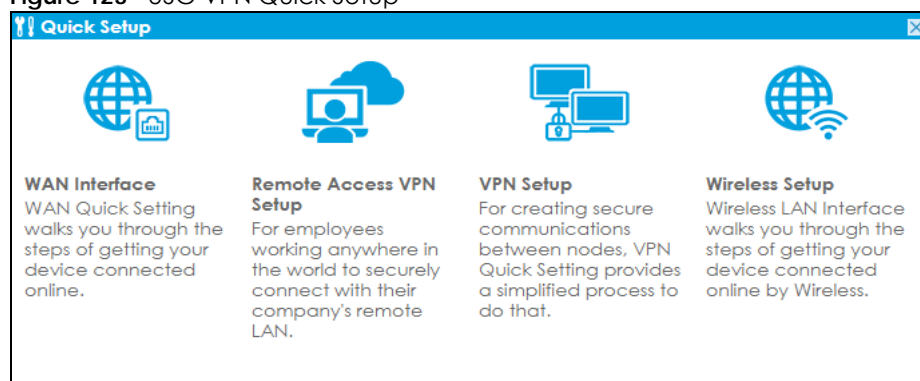 Quick Setup
WAN Interface
WAN Quick Setting
walks you through the
steps of getting your
device connected
online.
Remote Access VPN
Setup
For employees
working anywhere in
the world to securely
connect with their
company's remote
LAN.
VPN Setup
For creating secure
communications
between nodes, VPN
Quick Setting provides
a simplified process to
do that.
Wireless Setup
Wireless LAN Interface
walks you through the
steps of getting your
device connected
online by Wireless.